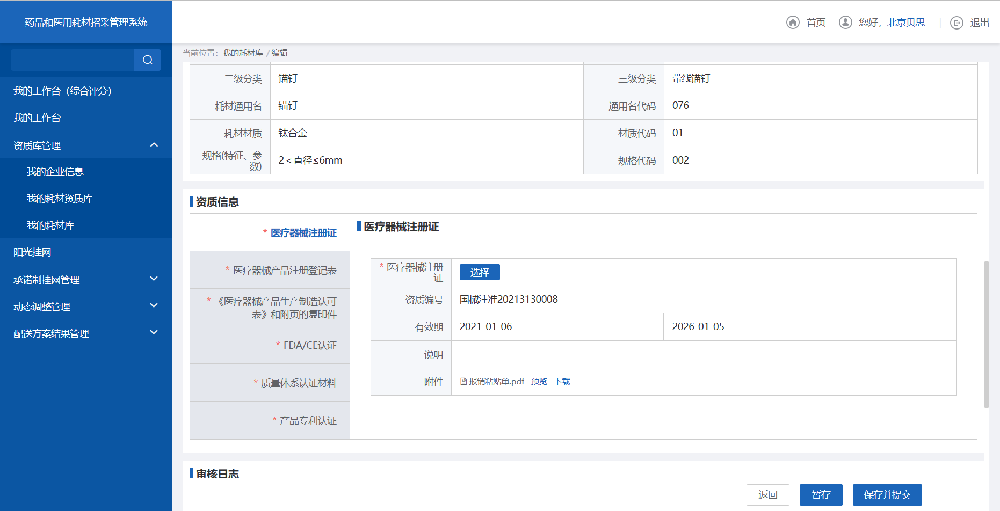 药品和医用耗材招采管理系统
首页
您好，北京贝思
退出
当前位置：我的耗材库 / 编辑
我的工作台（综合评分）
我的工作台
资质库管理
我的企业信息
我的耗材资质库
我的耗材库
阳光挂网
承诺制挂网管理
动态调整管理
配送方案结果管理
二级分类 锚钉 三级分类 带线锚钉
耗材通用名 锚钉 通用名代码 076
耗材材质 钛合金 材质代码 01
规格(特征、参
数) 2＜直径≤6mm 规格代码 002
资质信息
* 医疗器械注册证
* 医疗器械产品注册登记表
* 《医疗器械产品生产制造认可
表》和附页的复印件
* FDA/CE认证
* 质量体系认证材料
* 产品专利认证
医疗器械注册证
* 医疗器械注册
证 选择
资质编号 国械注准20213130008
有效期 2021-01-06 2026-01-05
说明
附件 报销粘贴单.pdf 预览 下载
审核日志
返回 暂存 保存并提交